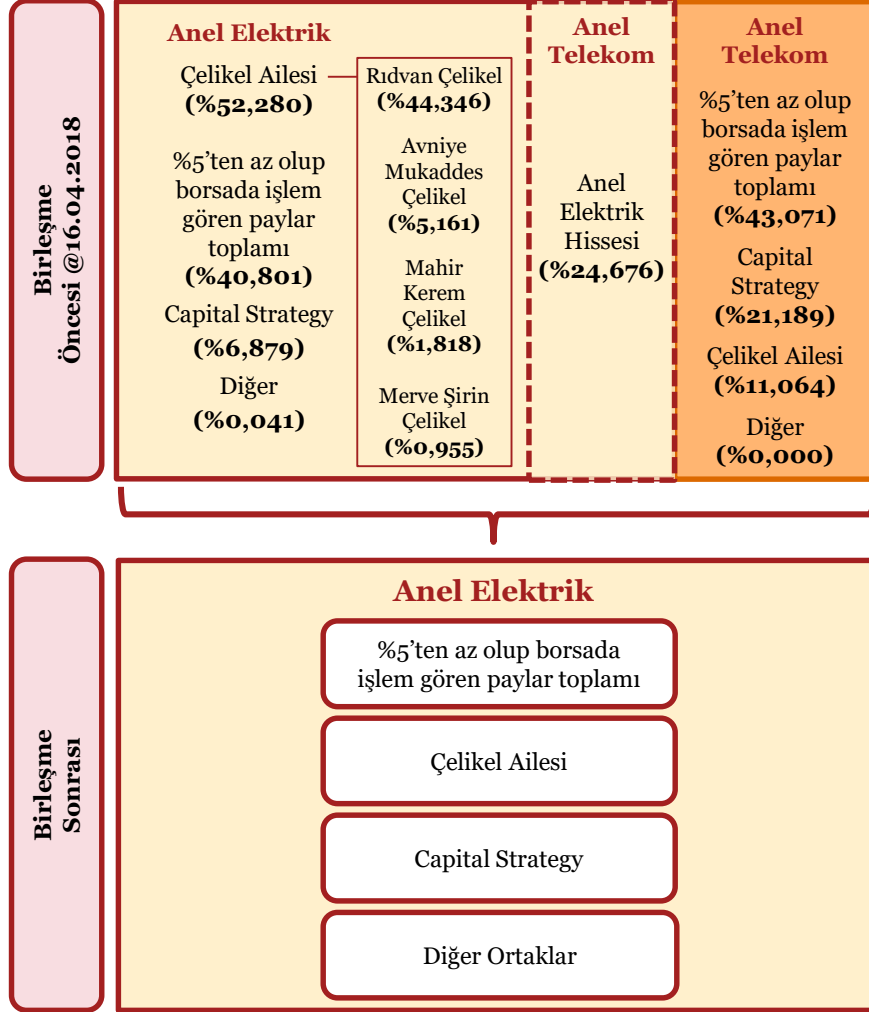 Birleşme
Öncesi @16.04.2018
Anel Elektrik
Çelikel Ailesi
(%52,280)
%5’ten az olup
borsada işlem
gören paylar
toplamı
(%40,801)
Capital Strategy
(%6,879)
Diğer
(%0,041)
Rıdvan Çelikel
(%44,346)
Avniye
Mukaddes
Çelikel
(%5,161)
Mahir
Kerem
Çelikel
(%1,818)
Merve Şirin
Çelikel
(%0,955)
Anel
Telekom
Anel
Elektrik
Hissesi
(%24,676)
Anel
Telekom
%5’ten az olup
borsada işlem
gören paylar
toplamı
(%43,071)
Capital
Strategy
(%21,189)
Çelikel Ailesi
(%11,064)
Diğer
(%0,000)
Birleşme
Sonrası
Anel Elektrik
%5’ten az olup borsada
işlem gören paylar toplamı
Çelikel Ailesi
Capital Strategy
Diğer Ortaklar